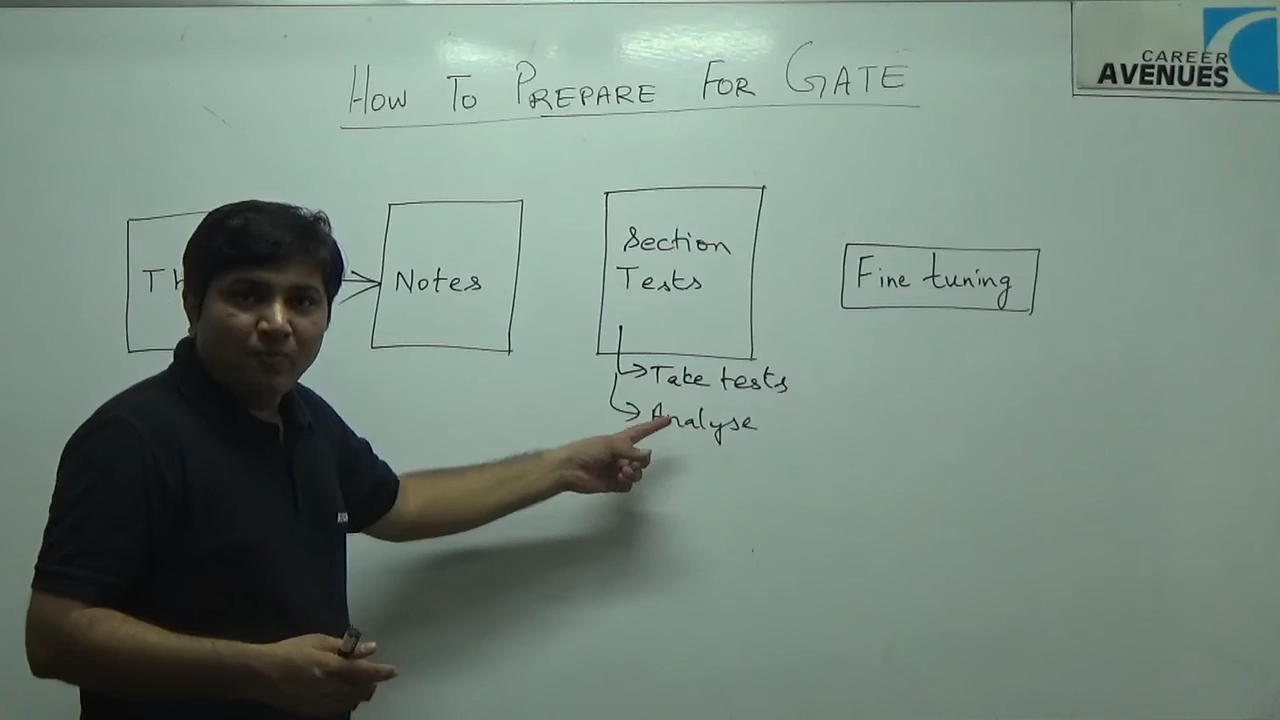 HOW TO PREPARE FOR GATE
CAREER
AVENUES
Th
Notes
Section
Tests
Fine tuning
Take tests
Analyse